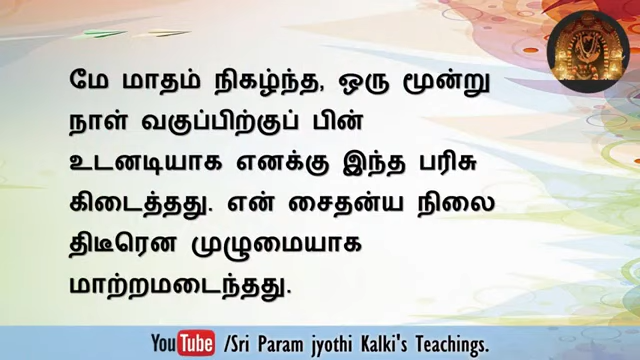 மே மாதம் நிகழ்ந்த, ஒரு மூன்று
நாள் வகுப்பிற்குப் பின்
உடனடியாக எனக்கு இந்த பரிசு
கிடைத்தது. என் சைதன்ய நிலை
திடீரென முழுமையாக
மாற்றமடைந்தது.
YouTube /Sri Param jyothi Kalki's Teachings.